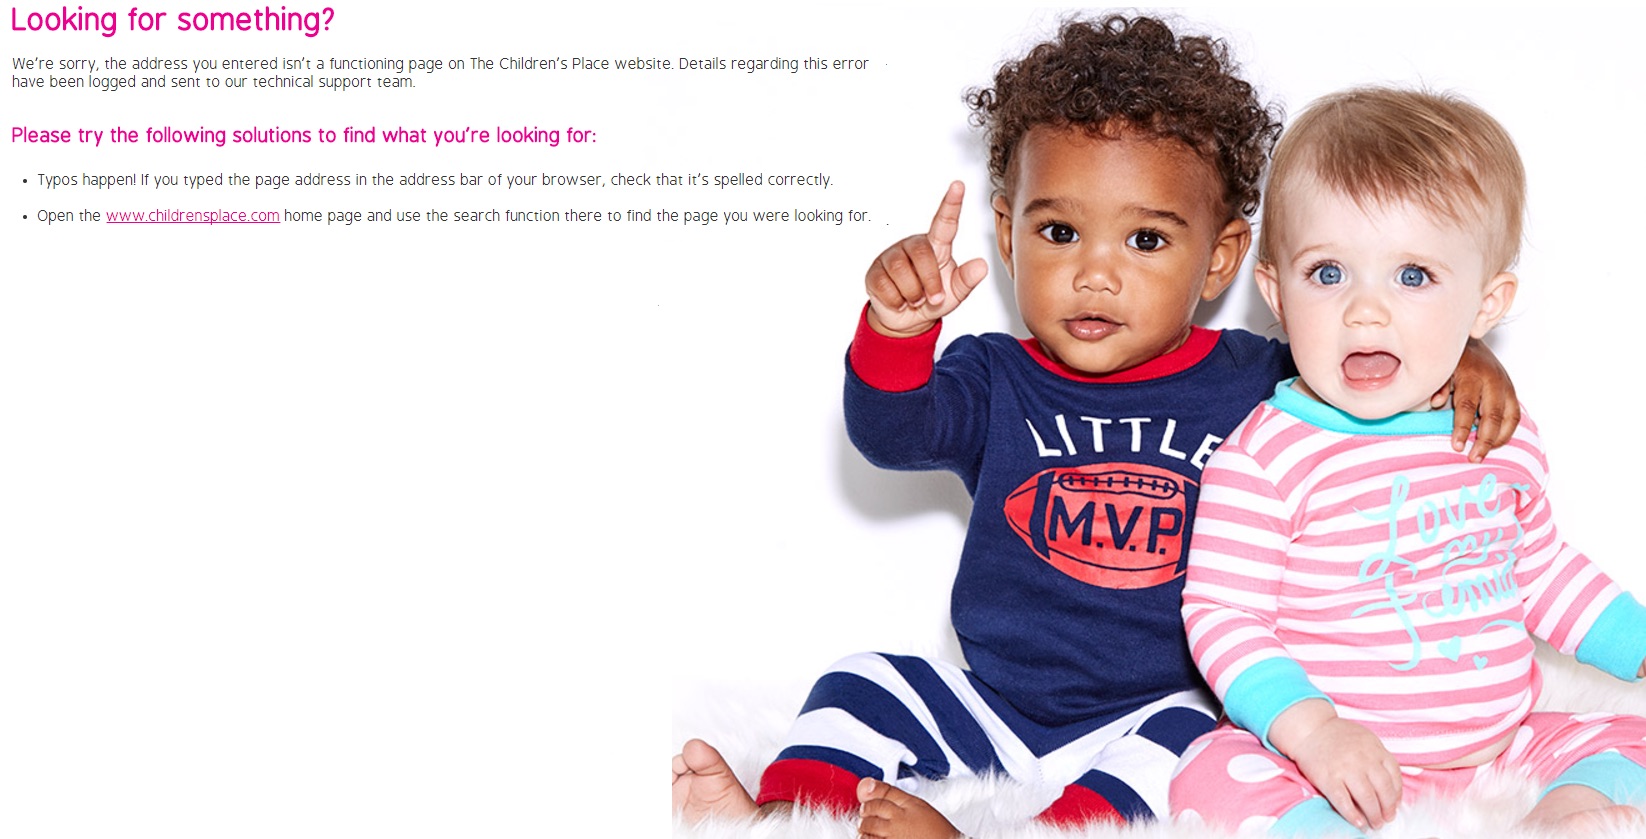 Looking for something?
We're sorry, the address you entered isn't a functioning page on The Children's Place website. Details regarding this error
have been logged and sent to our technical support team.
Please try the following solutions to find what you're looking for:
• Typos happen! If you typed the page address in the address bar of your browser, check that it's spelled correctly.
• Open the www.childrensplace.com home page and use the search function there to find the page you were looking for.
LITTLE
M.V.P.
Love
my